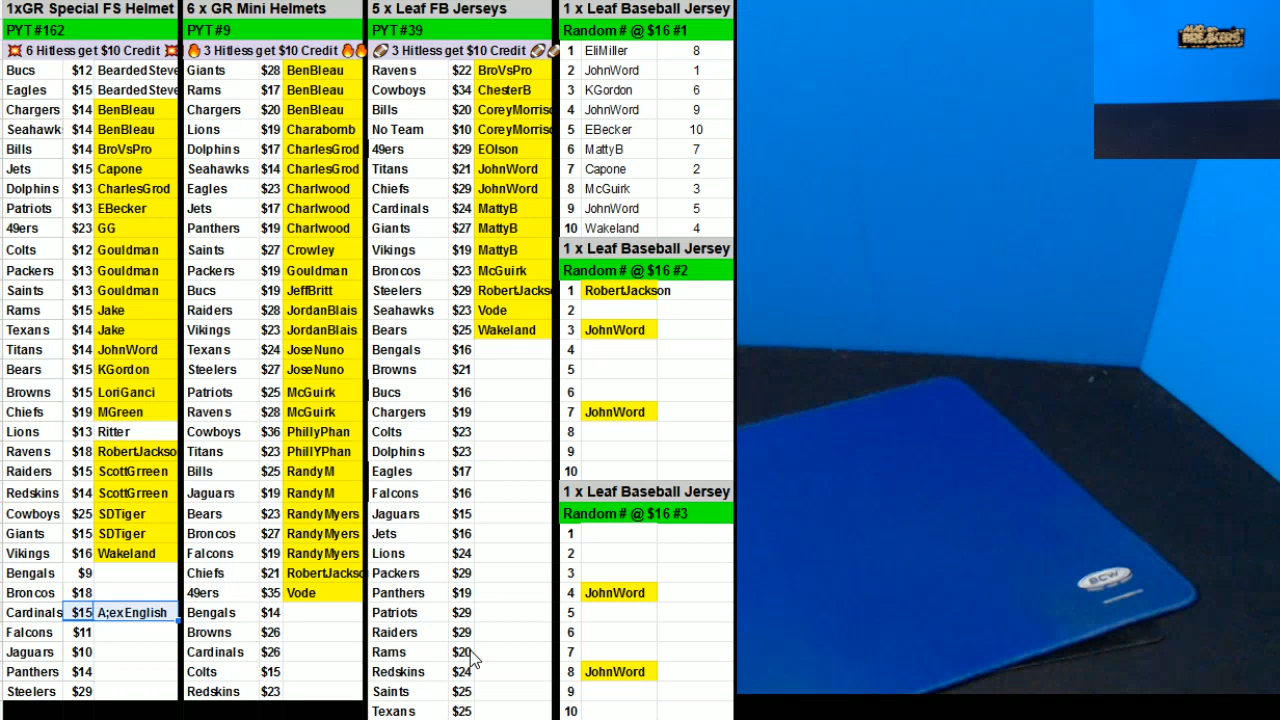 1xGR Special FS Helmet
PYT #162
6 Hitless get $10 Credit
Bucs $12 BeardedSteve
Eagles $15 BeardedSteve
Chargers $14 BenBleau
Seahawk $14 BenBleau
Bills $14 BroVsPro
Jets $15 Capone
Dolphins $13 CharlesGrod
Patriots $13 EBecker
49ers $23 GG
Colts $12 Gouldman
Packers $13 Gouldman
Saints $13 Gouldman
Rams $15 Jake
Texans $14 Jake
Titans $14 JohnWord
Bears $15 KGordon
Browns $15 LoriGanci
Chiefs $19 MGreen
Lions $13 Ritter
Ravens $18 RobertJackso
Raiders $15 ScottGrreen
Redskins $14 ScottGrreen
Cowboys $25 SDTiger
Giants $15 SDTiger
Vikings $16 Wakeland
Bengals $9
Broncos $18
Cardinals $15 A;exEnglish
Falcons $11
Jaguars $10
Panthers $14
Steelers $29
6 x GR Mini Helmets
PYT #9
3 Hitless get $10 Credit
Giants $28 BenBleau
Rams $17 BenBleau
Chargers $20 BenBleau
Lions $19 Charabomb
Dolphins $17 CharlesGrod
Seahawks $14 CharlesGrod
Eagles $23 Charlwood
Jets $17 Charlwood
Panthers $19 Charlwood
Saints $27 Crowley
Packers $19 Gouldman
Bucs $19 JeffBritt
Raiders $28 JordanBlais
Vikings $23 JordanBlais
Texans $24 JoseNuno
Steelers $27 JoseNuno
Patriots $25 McGuirk
Ravens $28 McGuirk
Cowboys $36 PhillyPhan
Titans $23 PhillYPhan
Bills $25 RandyM
Jaguars $19 RandyM
Bears $23 RandyMyers
Broncos $27 RandyMyers
Falcons $19 RandyMyers
Chiefs $21 RobertJackso
49ers $35 Vode
Bengals $14
Browns $26
Cardinals $26
Colts $15
Redskins $23
5 x Leaf FB Jerseys
PYT #39
3 Hitless get $10 Credit
Ravens $22 BroVsPro
Cowboys $34 ChesterB
Bills $20 CoreyMorriso
No Team $10 CoreyMorriso
49ers $29 EOlson
Titans $21 JohnWord
Chiefs $29 JohnWord
Cardinals $24 MattyB
Giants $27 MattyB
Vikings $19 MattyB
Broncos $23 McGuirk
Steelers $29 RobertJackso
Seahawks $23 Vode
Bears $25 Wakeland
Bengals $16
Browns $21
Bucs $16
Chargers $19
Colts $23
Dolphins $23
Eagles $17
Falcons $16
Jaguars $15
Jets $16
Lions $24
Packers $29
Panthers $19
Patriots $29
Raiders $29
Rams $20
Redskins $24
Saints $25
Texans $25
1 x Leaf Baseball Jersey
Random # @ $16 #1
1 EliMiller 8
2 JohnWord 1
3 KGordon 6
4 JohnWord 9
5 EBecker 10
6 MattyB 7
7 Capone 2
8 McGuirk 3
9 JohnWord 5
10 Wakeland 4
1 x Leaf Baseball Jersey
Random # @ $16 #2
1 RobertJackson
2
3 JohnWord
4
5
6
7 JohnWord
8
9
10
1 x Leaf Baseball Jersey
Random # @ $16 #3
1
2
3
4 JohnWord
5
6
7
8 JohnWord
9
10
BREAKERS
BCW